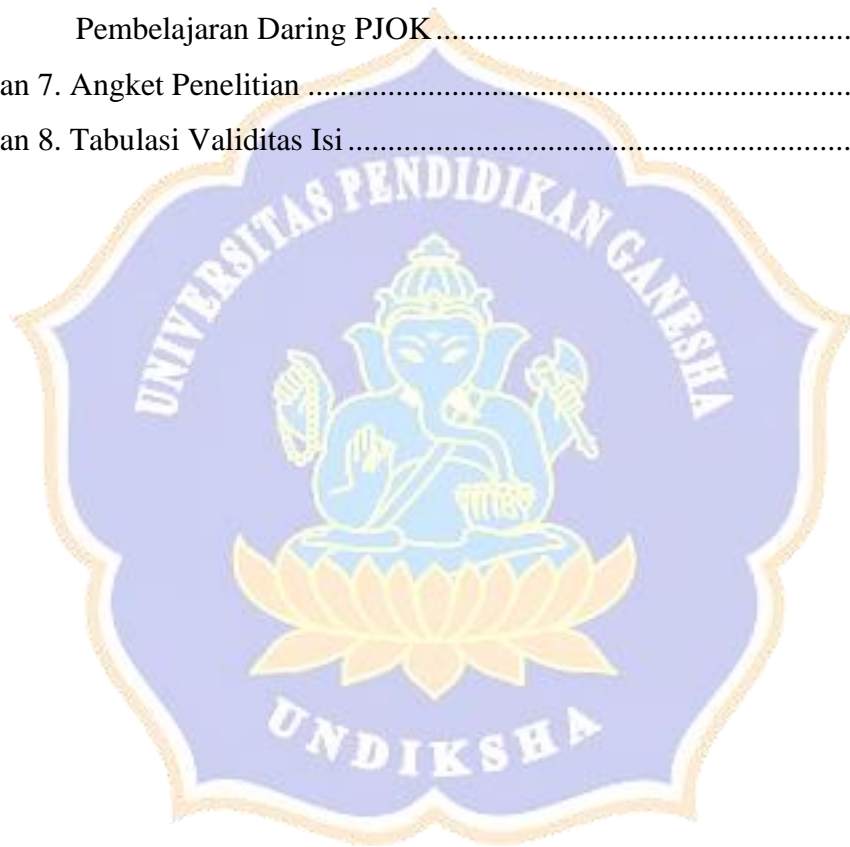 Pembelajaran Daring PJOK ................................................
an 7. Angket Penelitian ................................................................
an 8. Tabulasi Validitas Isi ...........................................................
UNIVERSITAS PENDIDIKAN GANESHA
UNDIKSHA